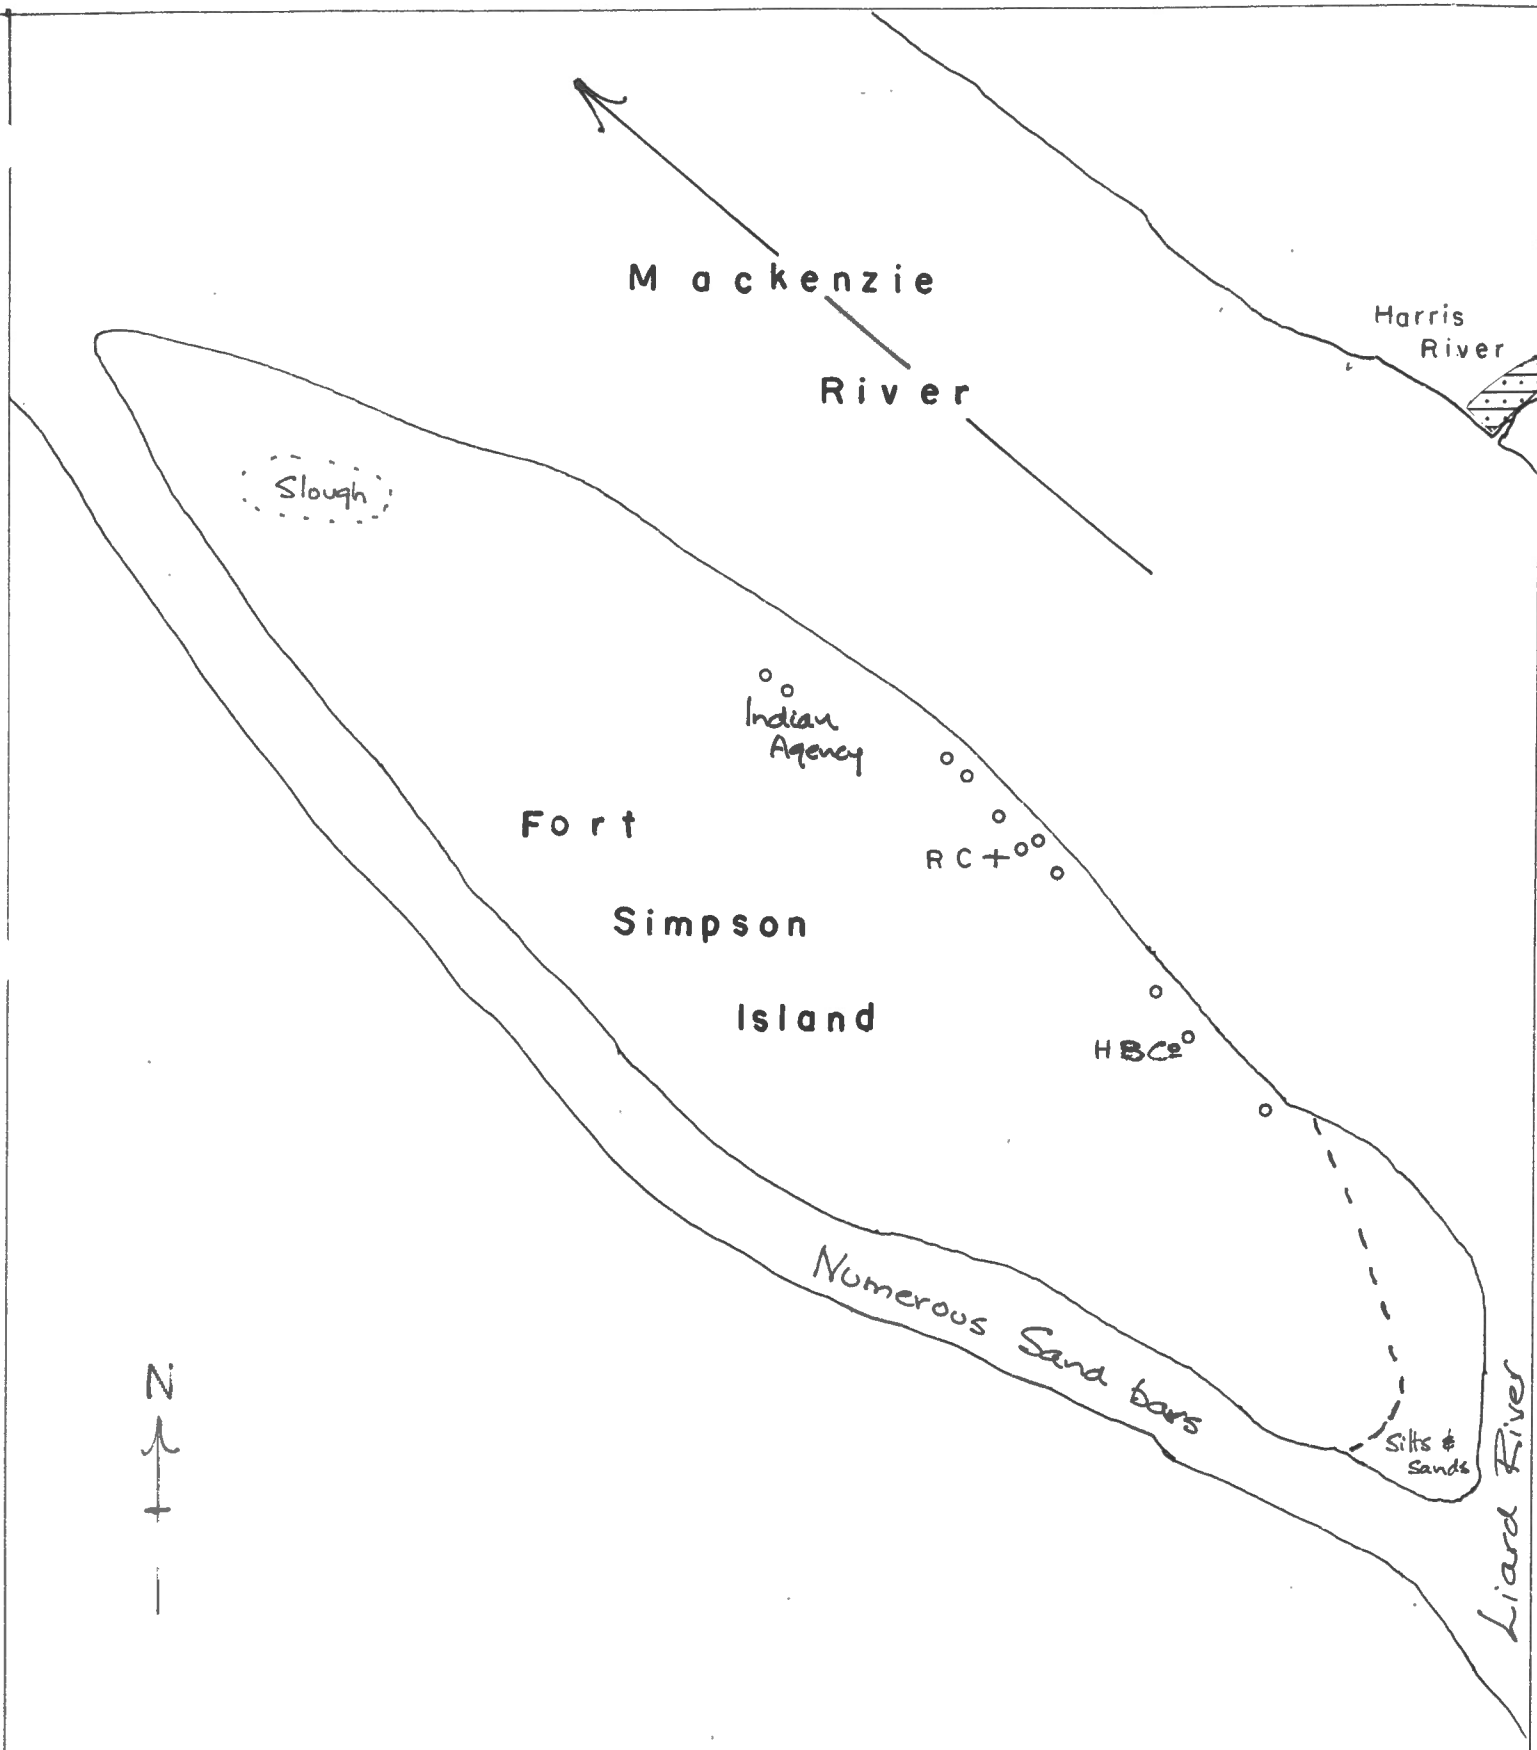 Mackenzie
River
Harris
River
Slough
Indian
Agency
Fort
RC
Simpson
Island
HBCo
Numerous Sand bars
N
Silts &
Sands
Liard River